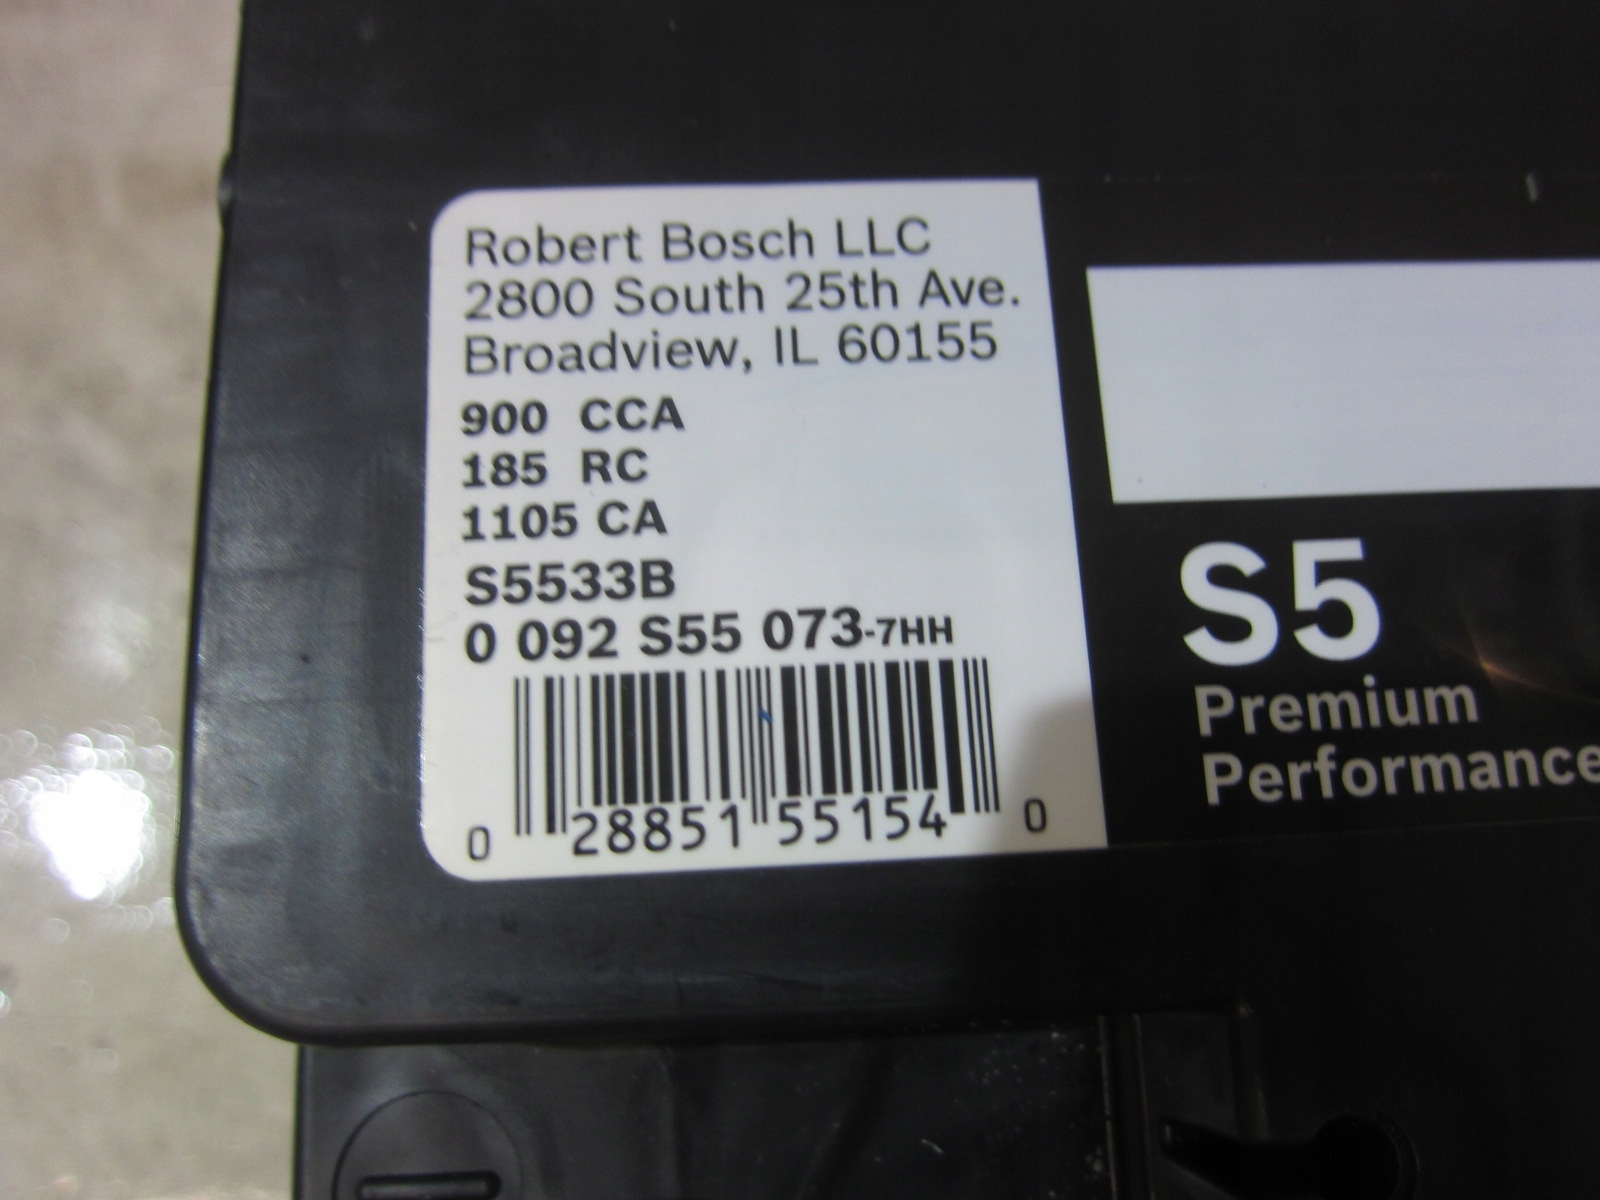 Robert Bosch LLC
2800 South 25th Ave.
Broadview, IL 60155
900 CCA
185 RC
1105 CA
S5533B
0 092 S55 073-7HH
0 28851 55154 0
S5
Premium
Performance